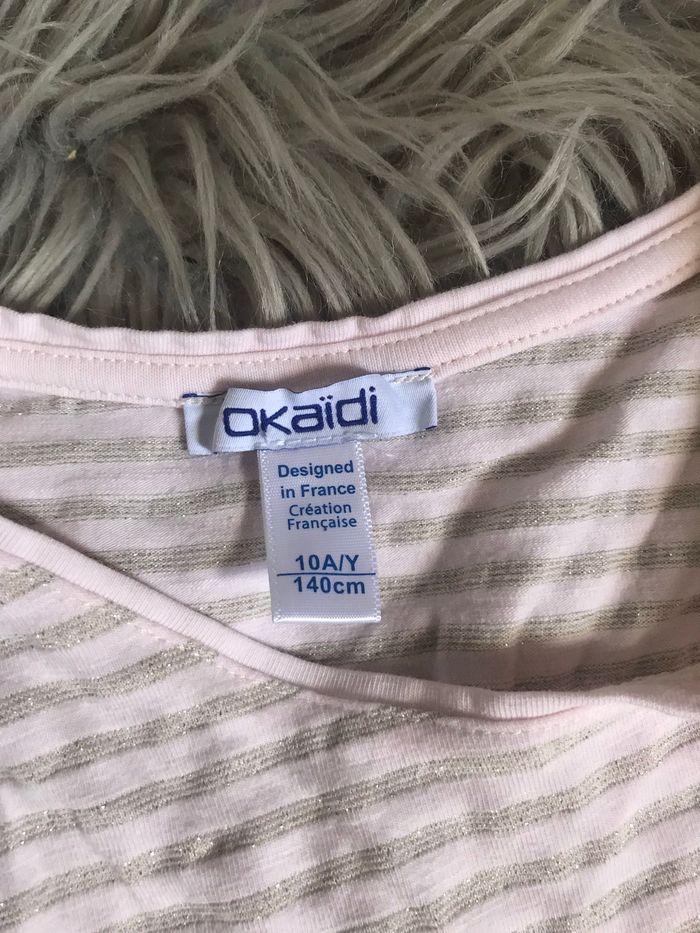 okaïdi
Designed
in France
Création
Française
10A/Y
140cm